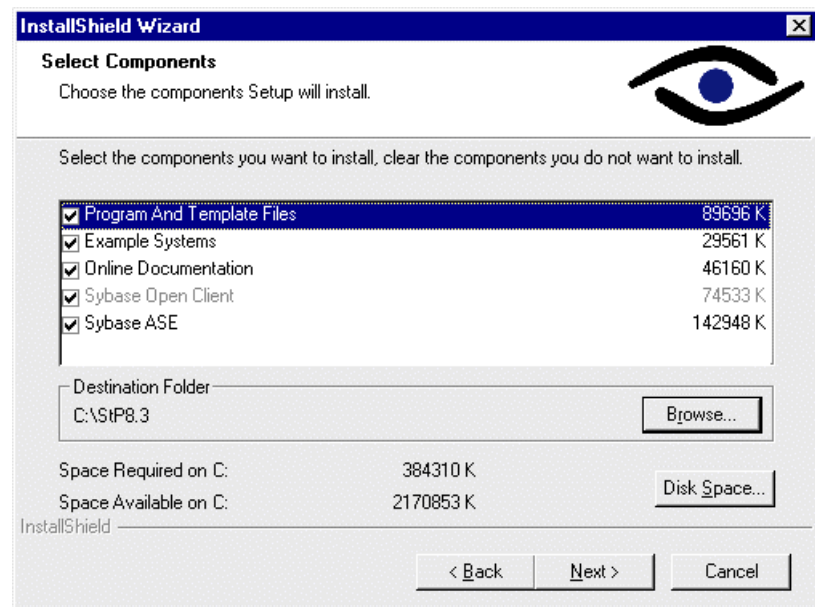 InstallShield Wizard
Select Components
Choose the components Setup will install.
Select the components you want to install, clear the components you do not want to install.
Program And Template Files 89696 K
Example Systems 29561 K
Online Documentation 46160 K
Sybase Open Client 74533 K
Sybase ASE 142948 K
Destination Folder
C:\StP8.3 Browse...
Space Required on C: 384310 K
Disk Space...
Space Available on C: 2170853 K
InstallShield
< Back Next > Cancel